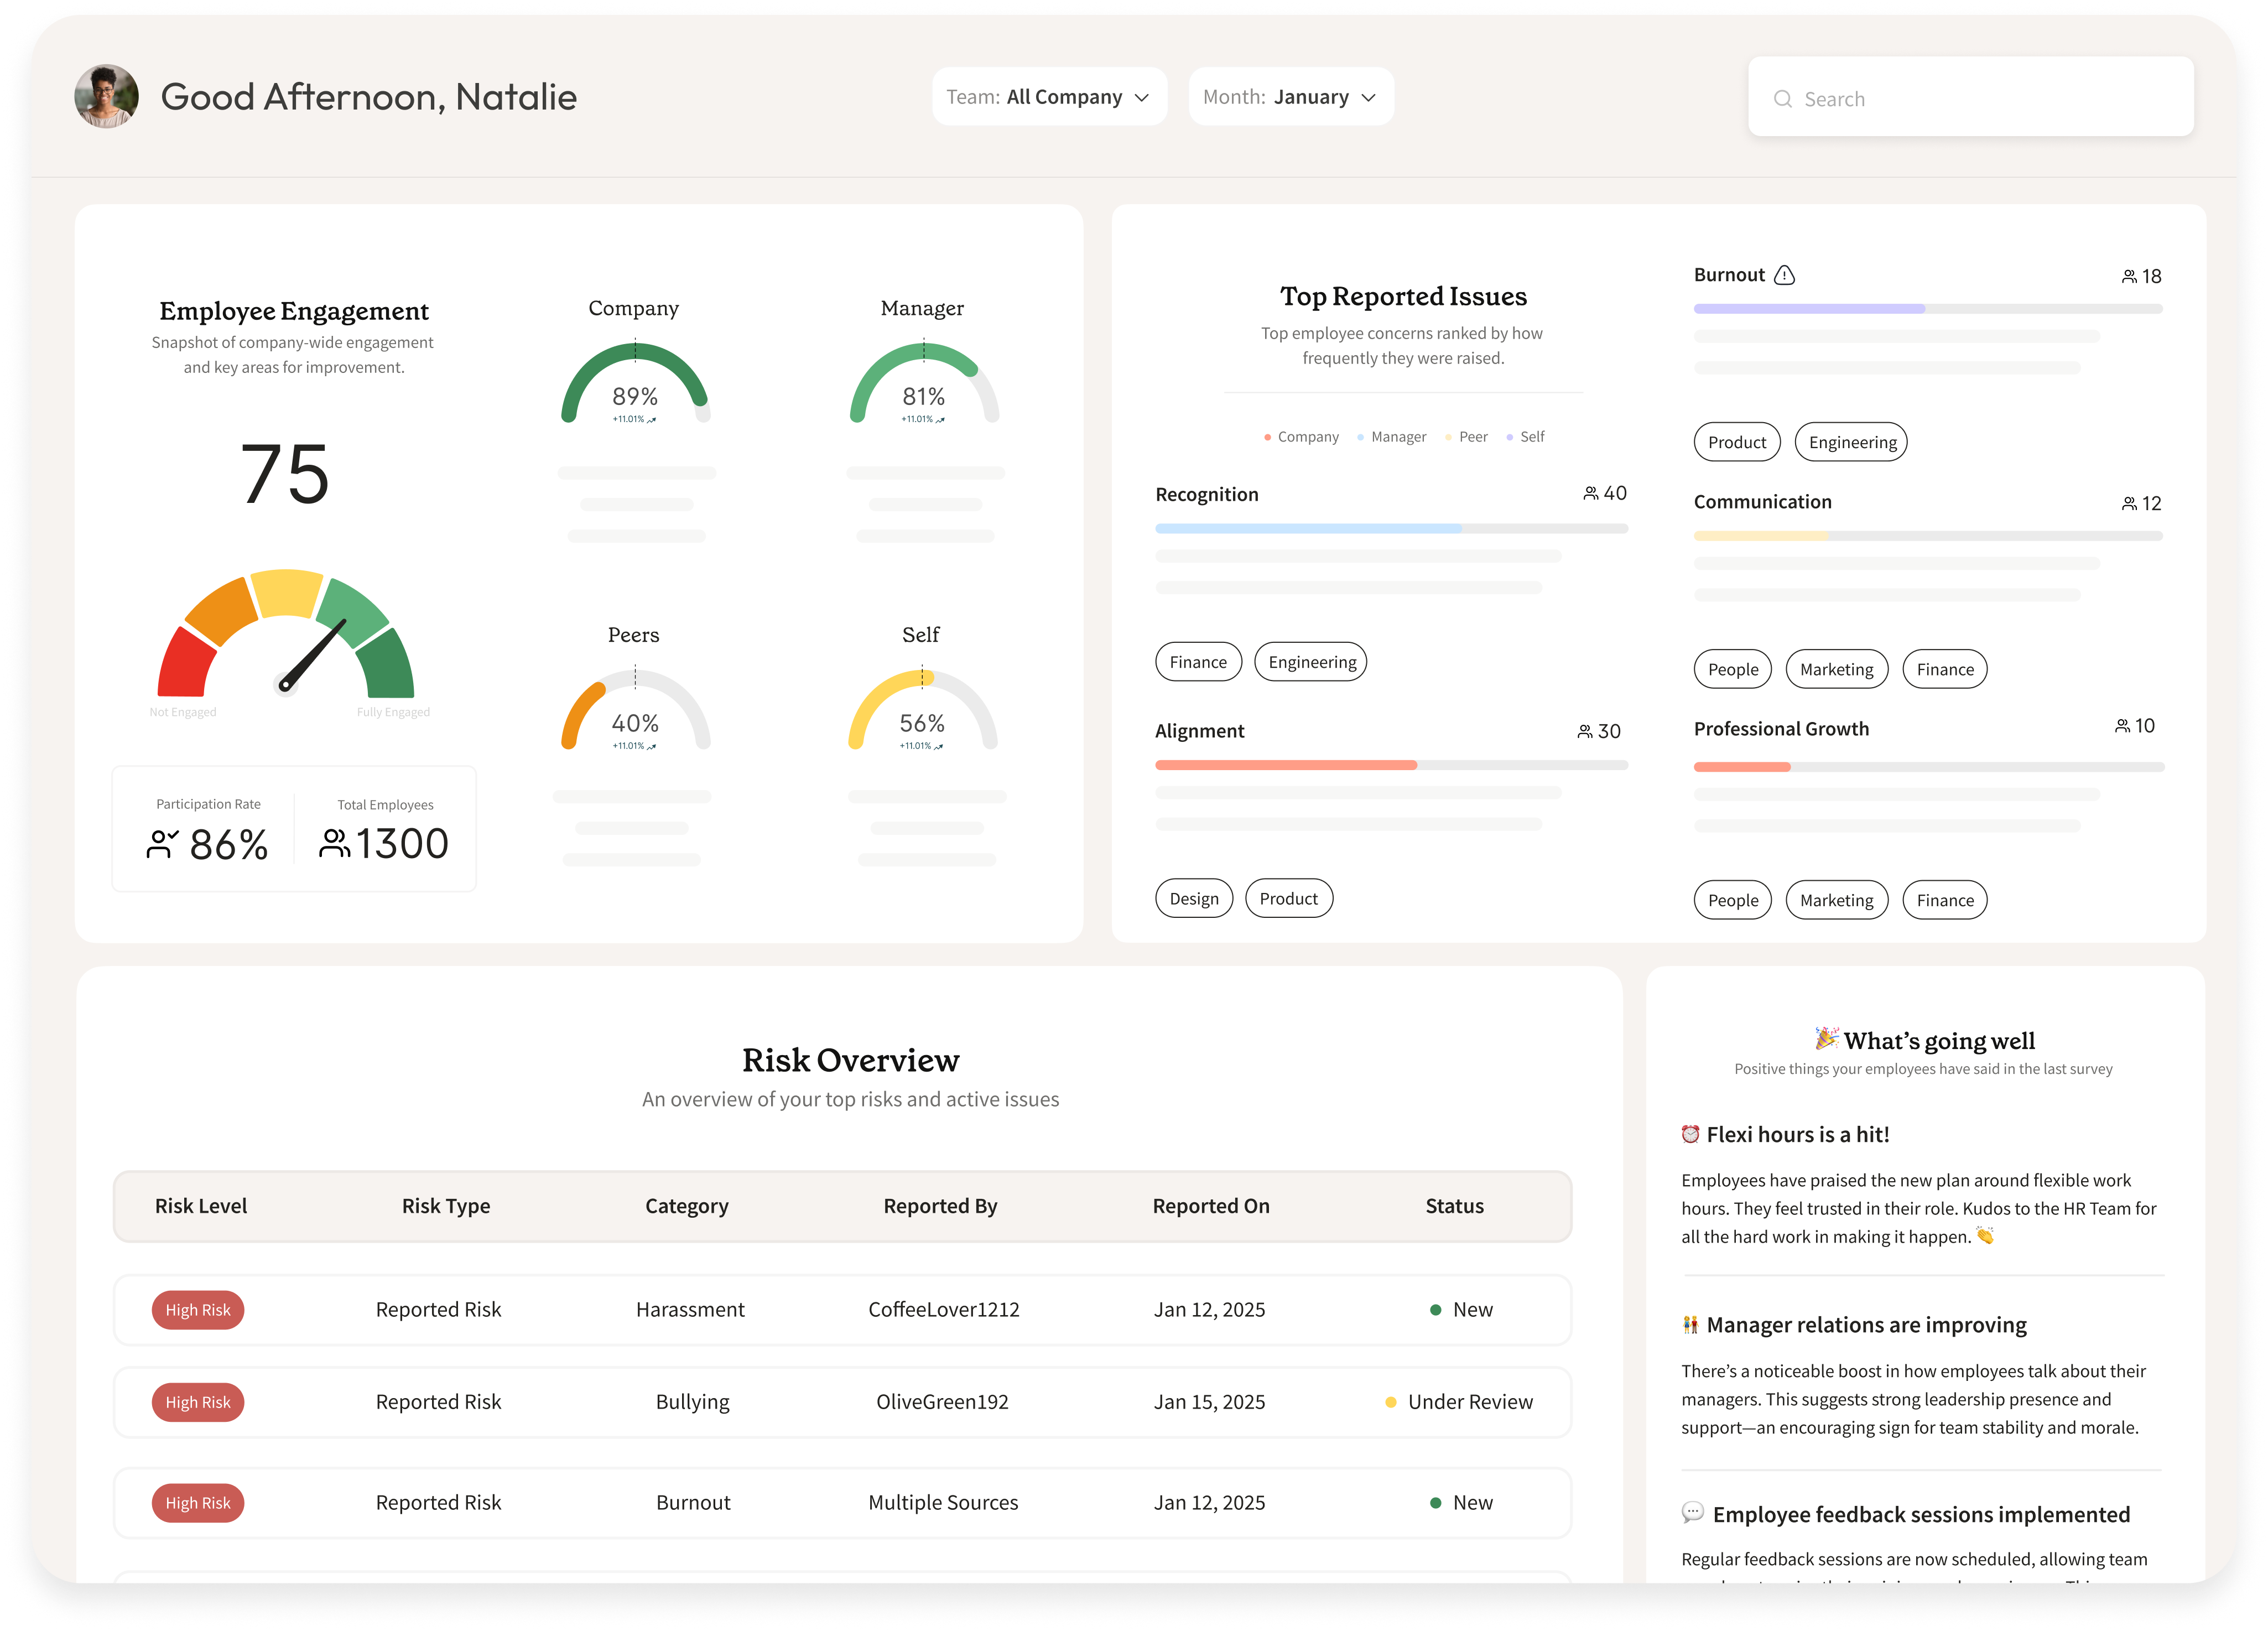 Good Afternoon, Natalie
Team: All Company
Month: January
Search
Employee Engagement
Snapshot of company-wide engagement
and key areas for improvement.
75
Not Engaged
Fully Engaged
Participation Rate
86%
Total Employees
1300
Company
89%
+11.01%
Manager
81%
+11.01%
Peers
40%
+11.01%
Self
56%
+11.01%
Top Reported Issues
Top employee concerns ranked by how
frequently they were raised.
Company Manager Peer Self
Recognition
40
Finance Engineering
Alignment
30
Design Product
Burnout
18
Product Engineering
Communication
12
People Marketing Finance
Professional Growth
10
People Marketing Finance
Risk Overview
An overview of your top risks and active issues
Risk Level Risk Type Category Reported By Reported On Status
High Risk Reported Risk Harassment CoffeeLover1212 Jan 12, 2025 New
High Risk Reported Risk Bullying OliveGreen192 Jan 15, 2025 Under Review
High Risk Reported Risk Burnout Multiple Sources Jan 12, 2025 New
🎉 What’s going well
Positive things your employees have said in the last survey
⏰ Flexi hours is a hit!
Employees have praised the new plan around flexible work
hours. They feel trusted in their role. Kudos to the HR Team for
all the hard work in making it happen. 👏
👫 Manager relations are improving
There’s a noticeable boost in how employees talk about their
managers. This suggests strong leadership presence and
support—an encouraging sign for team stability and morale.
💬 Employee feedback sessions implemented
Regular feedback sessions are now scheduled, allowing team